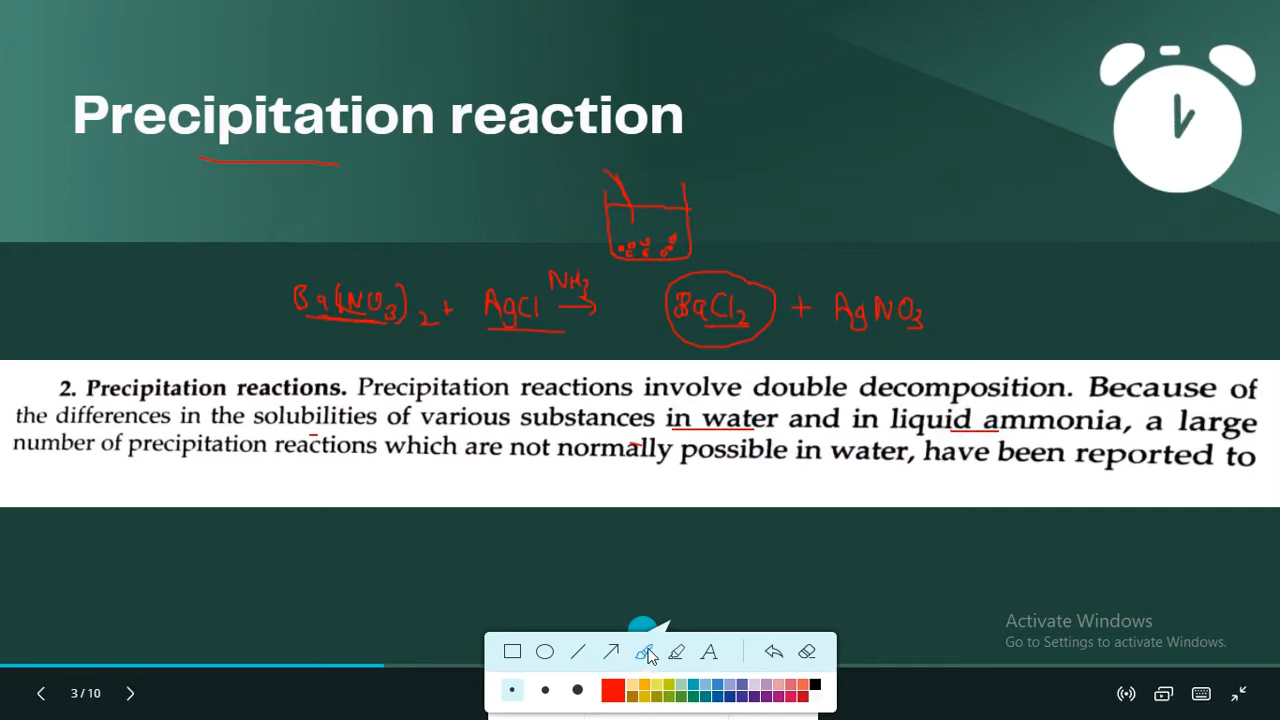 Precipitation reaction
Ba(NO3)2 + AgCl NH3→ BaCl2 + AgNO3
2. Precipitation reactions. Precipitation reactions involve double decomposition. Because of
the differences in the solubilities of various substances in water and in liquid ammonia, a large
number of precipitation reactions which are not normally possible in water, have been reported to
A
Activate Windows
Go to Settings to activate Windows.
3 / 10